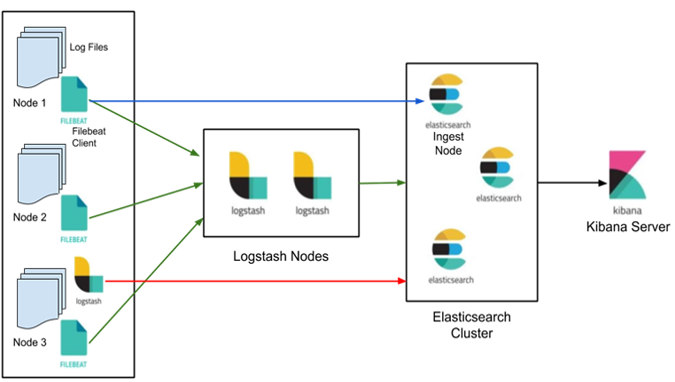 Log Files
Node 1
FILEBEAT
Filebeat
Client
Node 2
FILEBEAT
logstash
Node 3
FILEBEAT
logstash
logstash
Logstash Nodes
elasticsearch
Ingest
Node
elasticsearch
elasticsearch
Elasticsearch
Cluster
kibana
Kibana Server